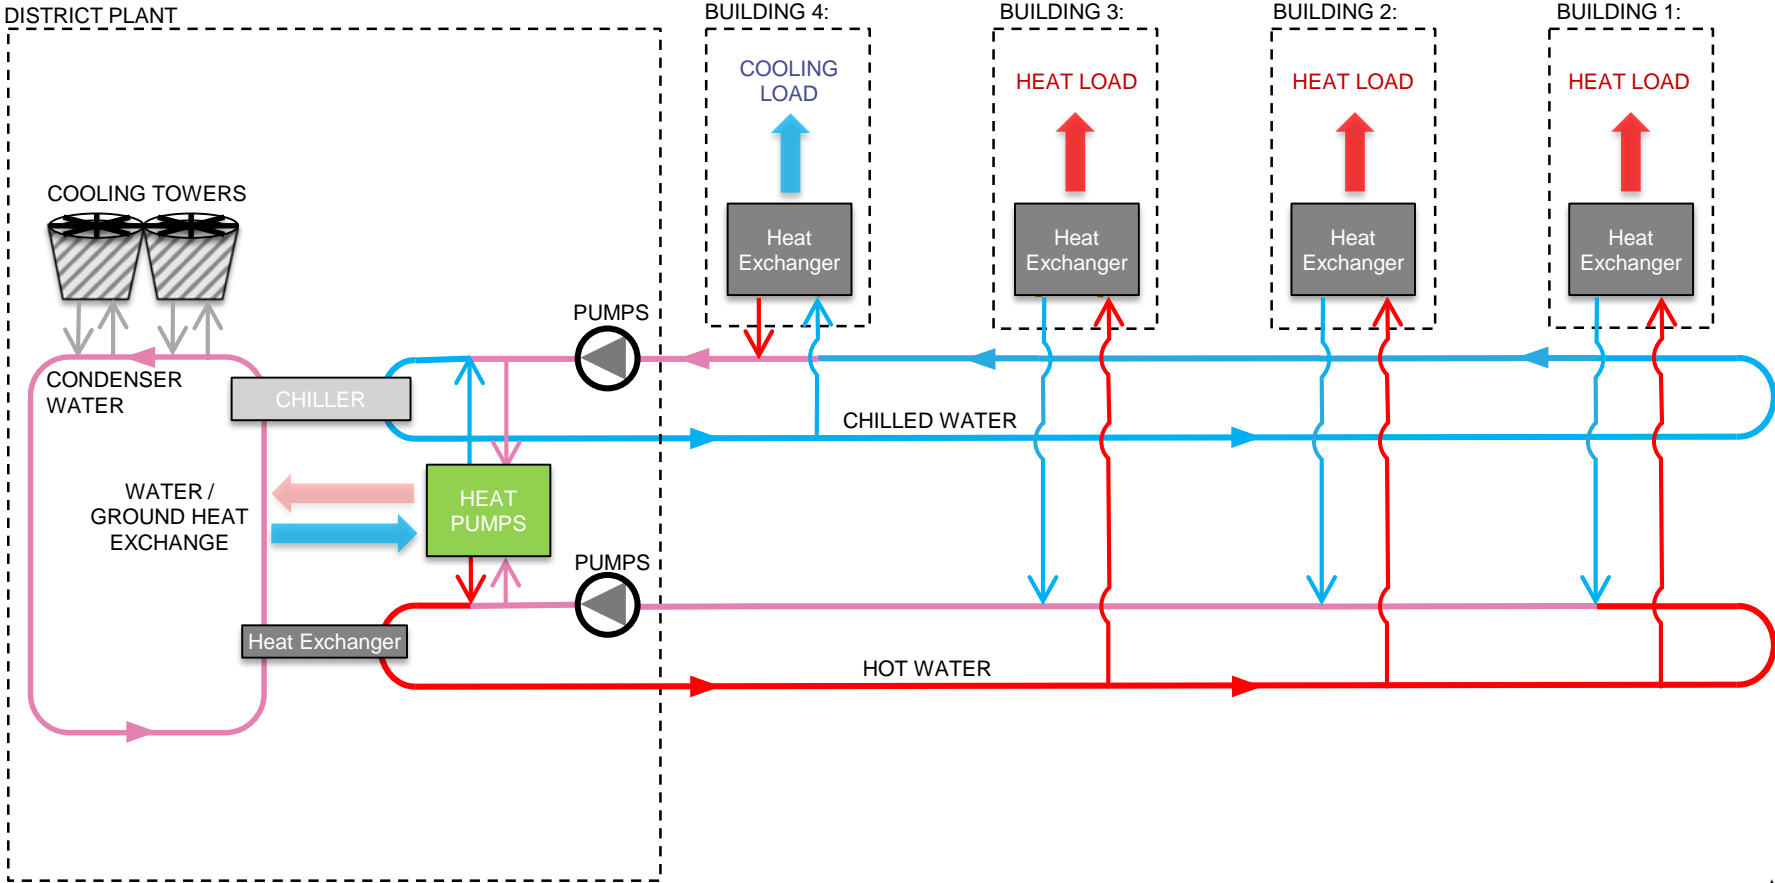 DISTRICT PLANT
BUILDING 4:
BUILDING 3:
BUILDING 2:
BUILDING 1:
COOLING
LOAD
HEAT LOAD
HEAT LOAD
HEAT LOAD
COOLING TOWERS
Heat
Exchanger
Heat
Exchanger
Heat
Exchanger
Heat
Exchanger
PUMPS
CONDENSER
WATER
CHILLER
CHILLED WATER
WATER /
GROUND HEAT
EXCHANGE
HEAT
PUMPS
PUMPS
Heat Exchanger
HOT WATER